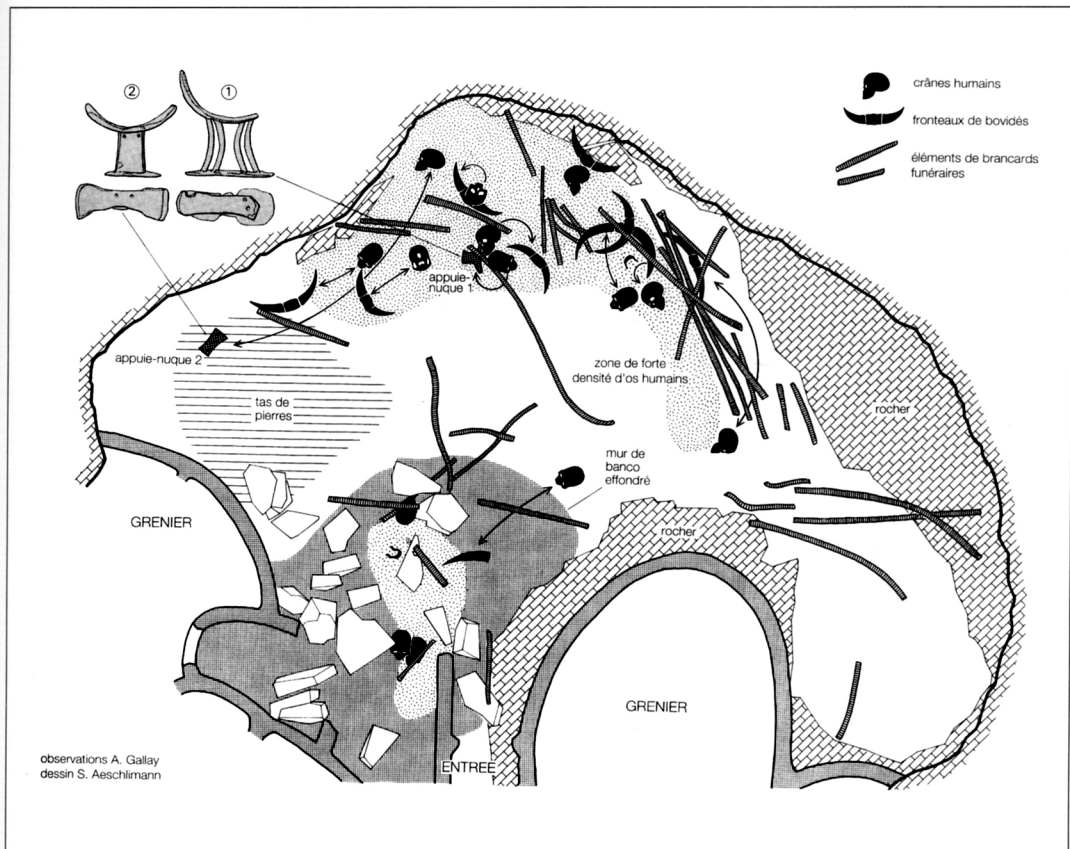 ② ①
crânes humains
fronteaux de bovidés
éléments de brancards
funéraires
appuie-
nuque 1
appuie-nuque 2
zone de forte
densité d'os humains
tas de
pierres
rocher
mur de
banco
effondré
GRENIER
rocher
GRENIER
ENTREE
observations A. Gallay
dessin S. Aeschlimann